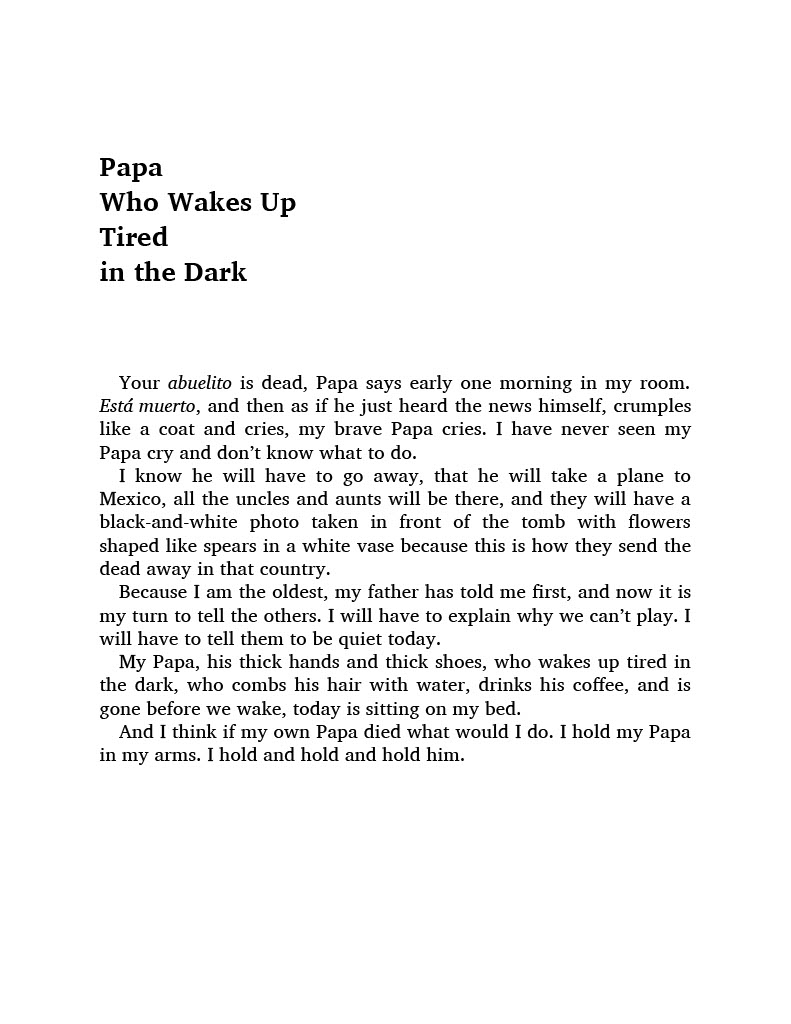 Papa
Who Wakes Up
Tired
in the Dark
Your abuelito is dead, Papa says early one morning in my room.
Está muerto, and then as if he just heard the news himself, crumples
like a coat and cries, my brave Papa cries. I have never seen my
Papa cry and don’t know what to do.
I know he will have to go away, that he will take a plane to
Mexico, all the uncles and aunts will be there, and they will have a
black-and-white photo taken in front of the tomb with flowers
shaped like spears in a white vase because this is how they send the
dead away in that country.
Because I am the oldest, my father has told me first, and now it is
my turn to tell the others. I will have to explain why we can’t play. I
will have to tell them to be quiet today.
My Papa, his thick hands and thick shoes, who wakes up tired in
the dark, who combs his hair with water, drinks his coffee, and is
gone before we wake, today is sitting on my bed.
And I think if my own Papa died what would I do. I hold my Papa
in my arms. I hold and hold and hold him.